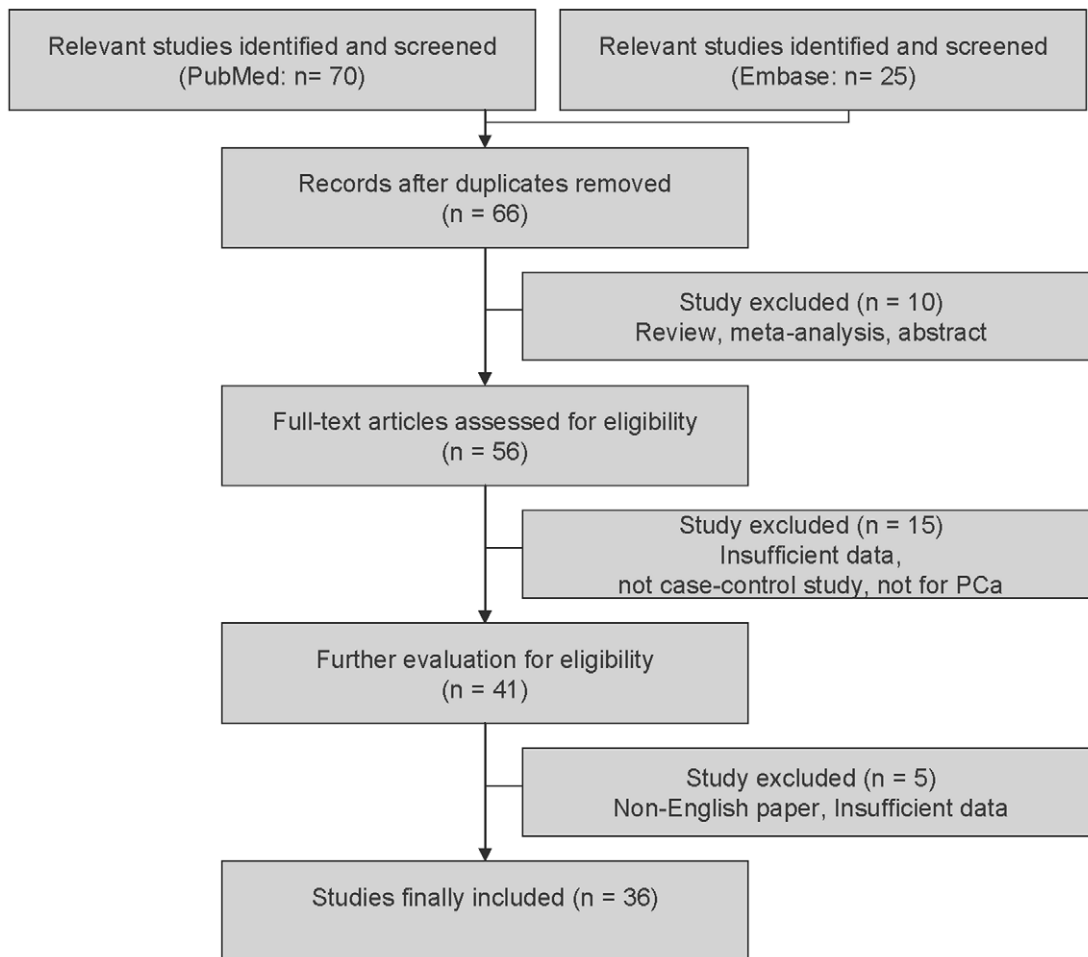 Relevant studies identified and screened
(PubMed: n= 70)
Relevant studies identified and screened
(Embase: n= 25)
Records after duplicates removed
(n = 66)
Study excluded (n = 10)
Review, meta-analysis, abstract
Full-text articles assessed for eligibility
(n = 56)
Study excluded (n = 15)
Insufficient data,
not case-control study, not for PCa
Further evaluation for eligibility
(n = 41)
Study excluded (n = 5)
Non-English paper, Insufficient data
Studies finally included (n = 36)